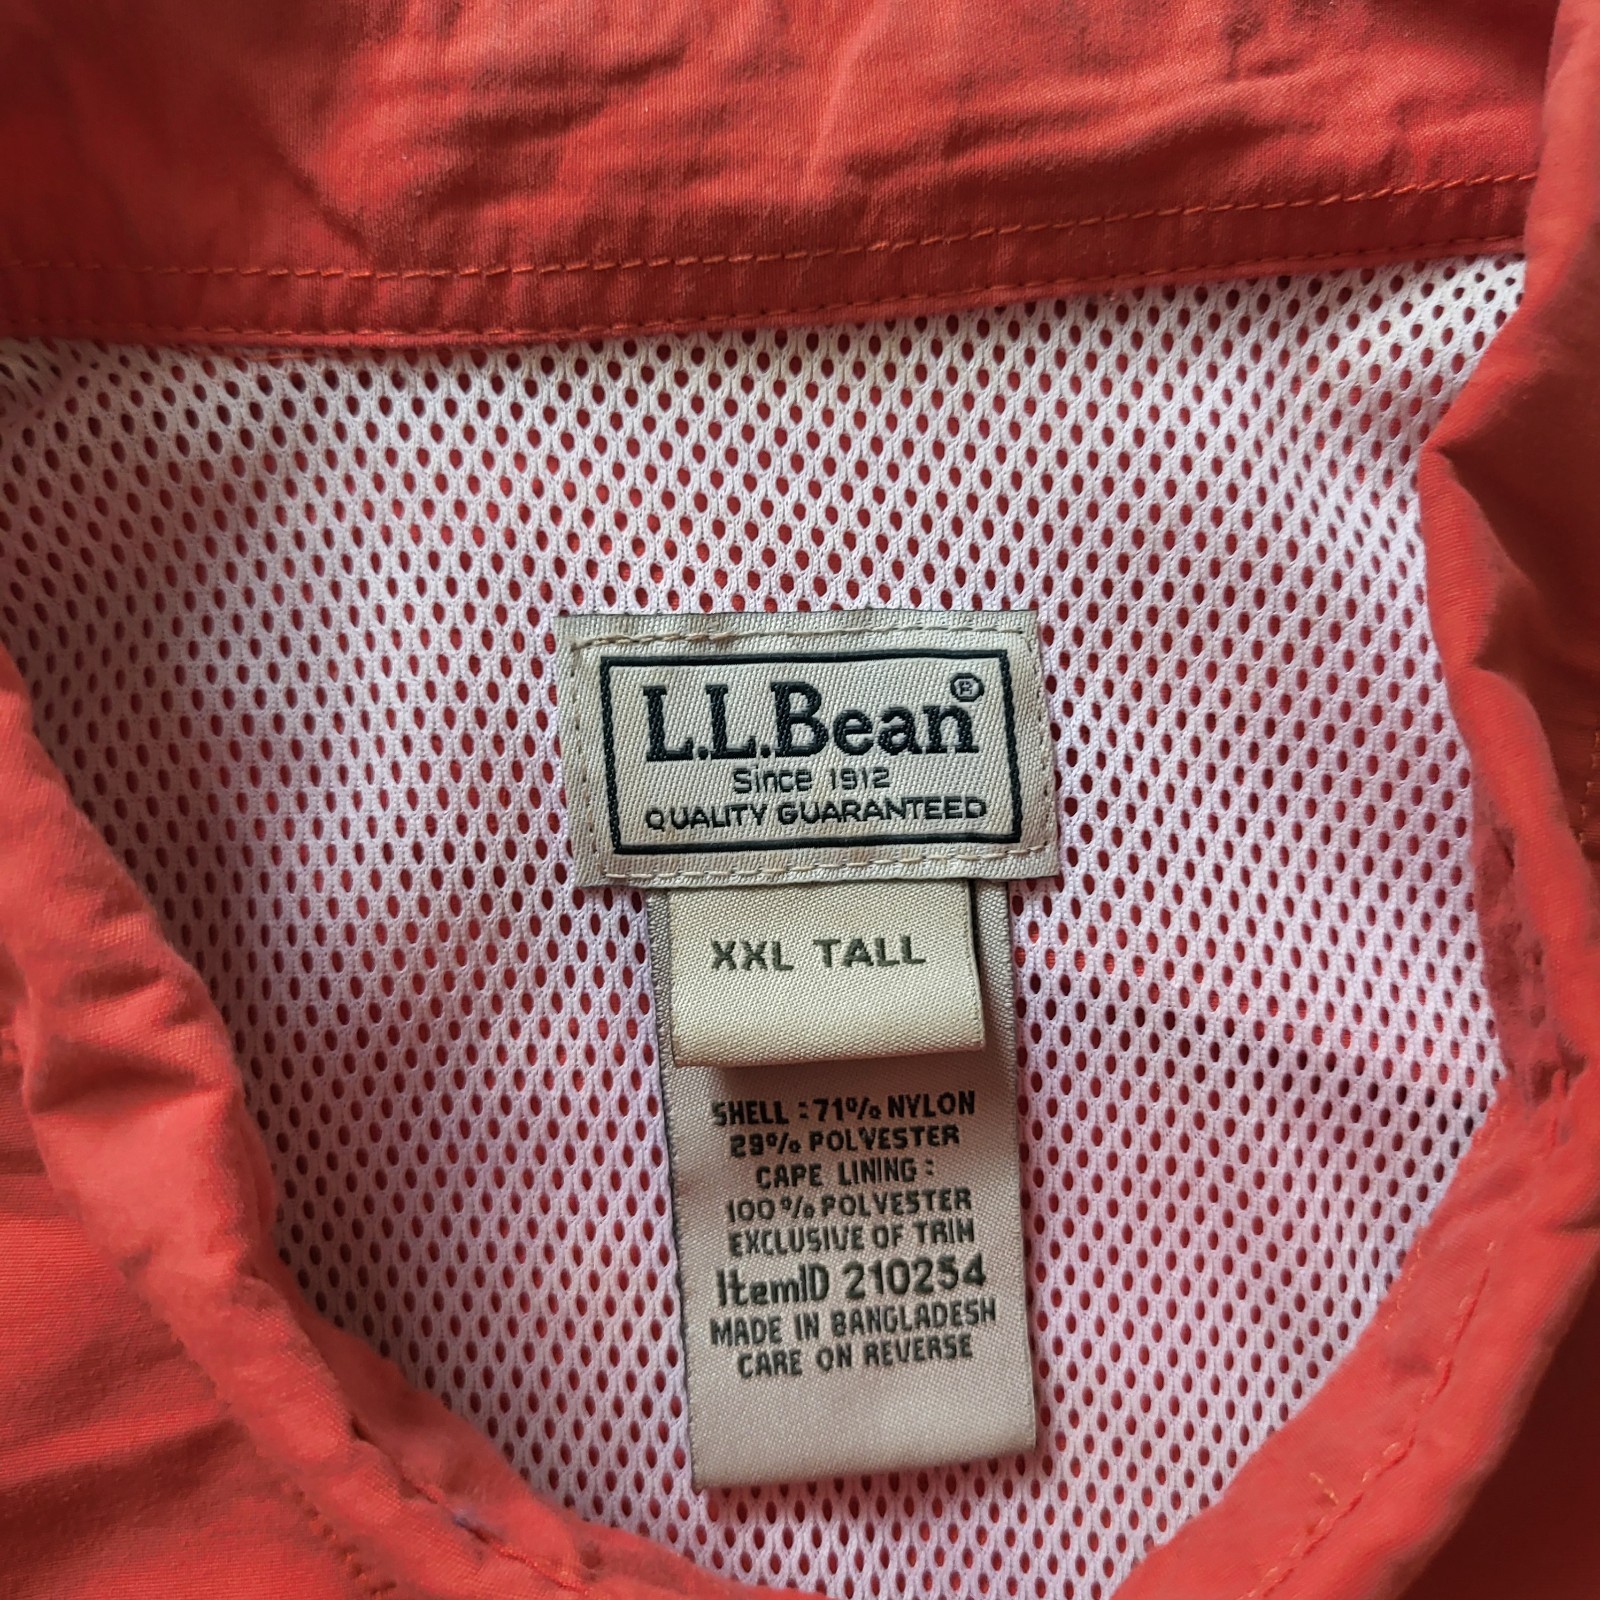 L.L.Bean®
Since 1912
QUALITY GUARANTEED
XXL TALL
SHELL : 71% NYLON
29% POLYESTER
CAPE LINING :
100% POLYESTER
EXCLUSIVE OF TRIM
ItemID 210254
MADE IN BANGLADESH
CARE ON REVERSE